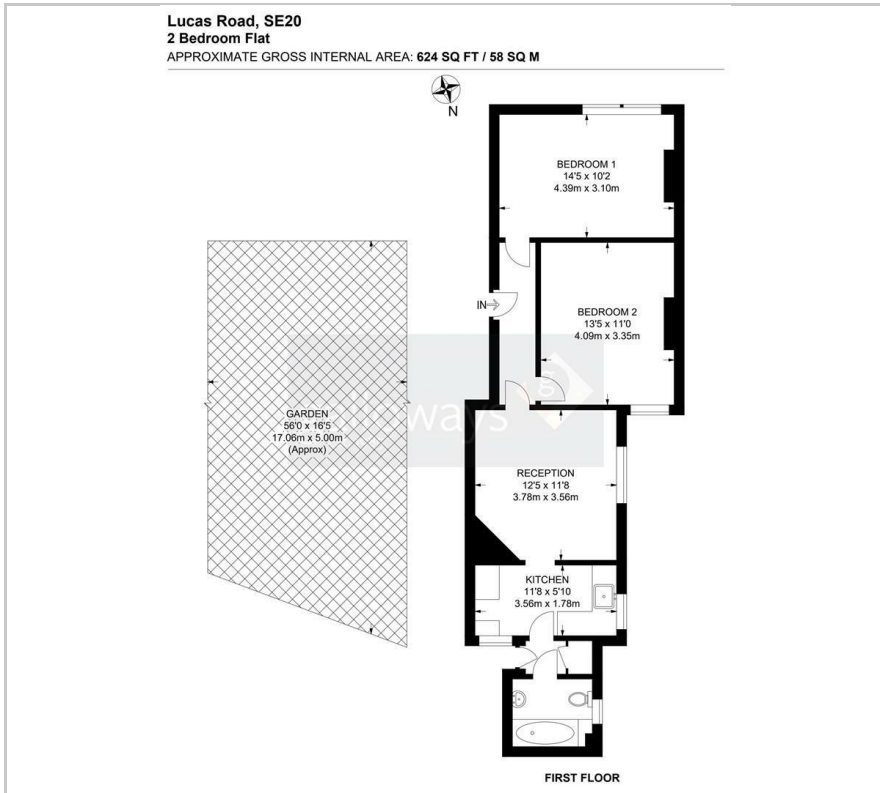 Lucas Road, SE20
2 Bedroom Flat
APPROXIMATE GROSS INTERNAL AREA: 624 SQ FT / 58 SQ M
N
BEDROOM 1
14'5 x 10'2
4.39m x 3.10m
IN
BEDROOM 2
13'5 x 11'0
4.09m x 3.35m
GARDEN
56'0 x 16'5
17.06m x 5.00m
(Approx)
RECEPTION
12'5 x 11'8
3.78m x 3.56m
KITCHEN
11'8 x 5'10
3.56m x 1.78m
FIRST FLOOR